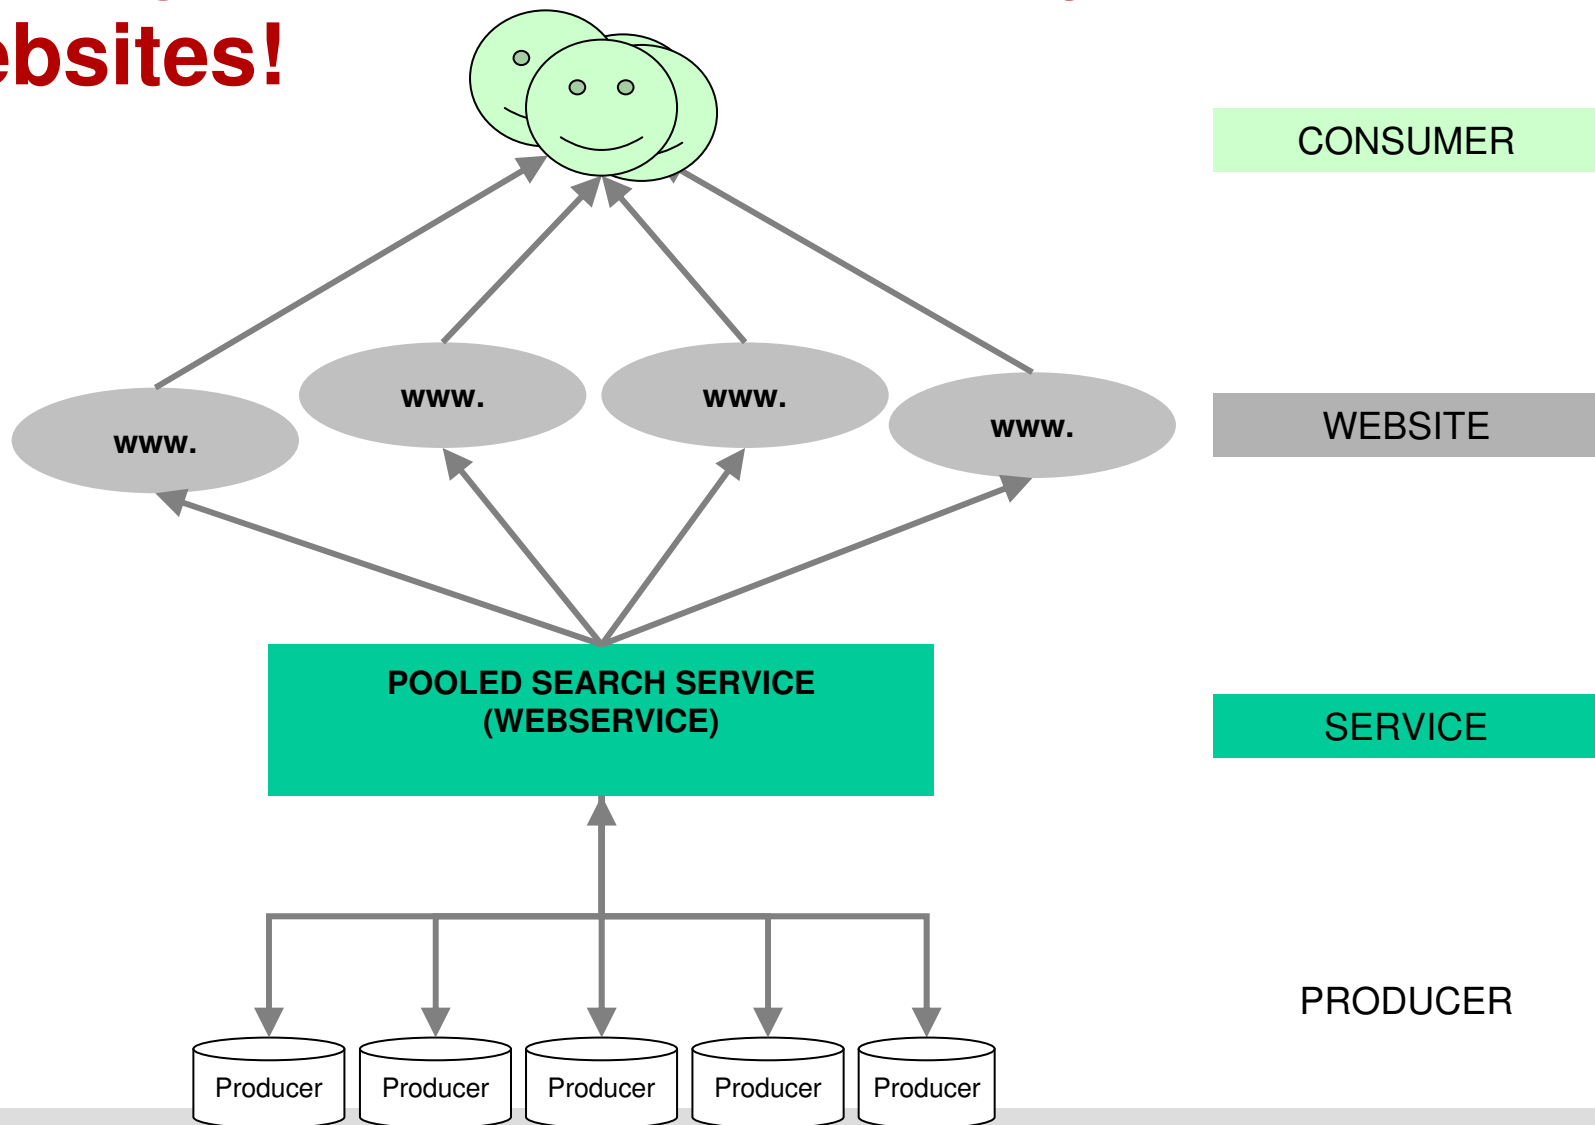 ebsites!
CONSUMER
www.
www.
www.
www.
WEBSITE
POOLED SEARCH SERVICE
(WEBSERVICE)
SERVICE
PRODUCER
Producer
Producer
Producer
Producer
Producer